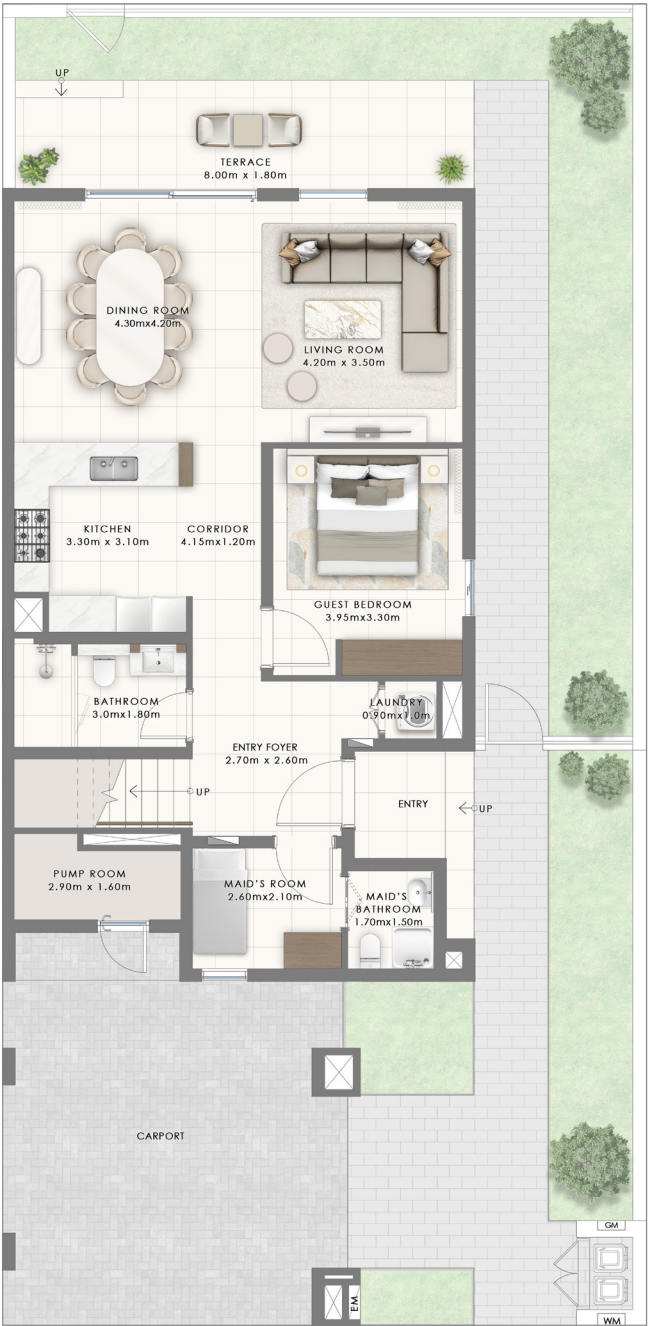 UP
TERRACE
8.00m x 1.80m
DINING ROOM
4.30mx4.20m
LIVING ROOM
4.20m x 3.50m
KITCHEN
3.30m x 3.10m
CORRIDOR
4.15mx1.20m
GUEST BEDROOM
3.95mx3.30m
BATHROOM
3.0mx1.80m
LAUNDRY
0.90mx1.0m
ENTRY FOYER
2.70m x 2.60m
UP
ENTRY
UP
PUMP ROOM
2.90m x 1.60m
MAID'S ROOM
2.60mx2.10m
MAID'S
BATHROOM
1.70mx1.50m
CARPORT
GM
EM
WM